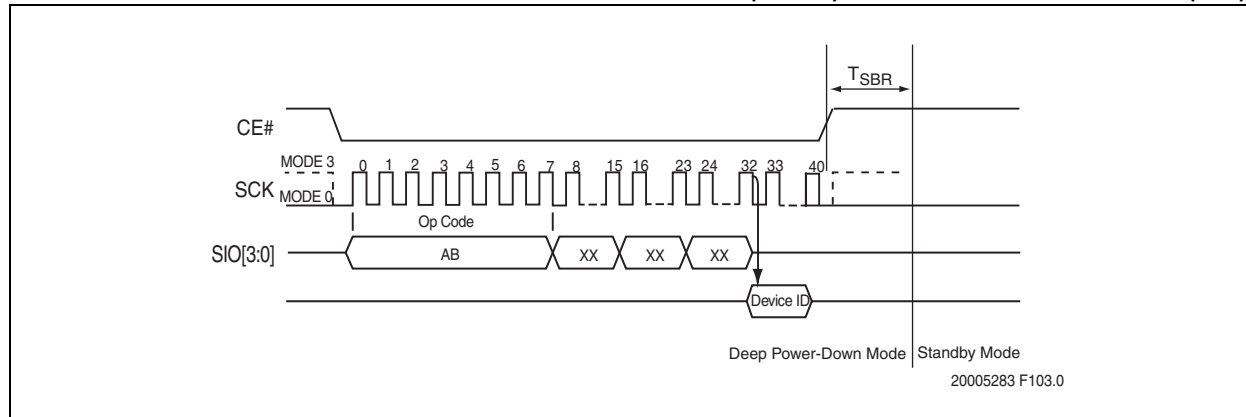 T_SBR
CE#
MODE 3
0 1 2 3 4 5 6 7 8 15 16 23 24 32 33 40
SCK
MODE 0
Op Code
SIO[3:0]
AB XX XX XX
Device ID
Deep Power-Down Mode Standby Mode
20005283 F103.0